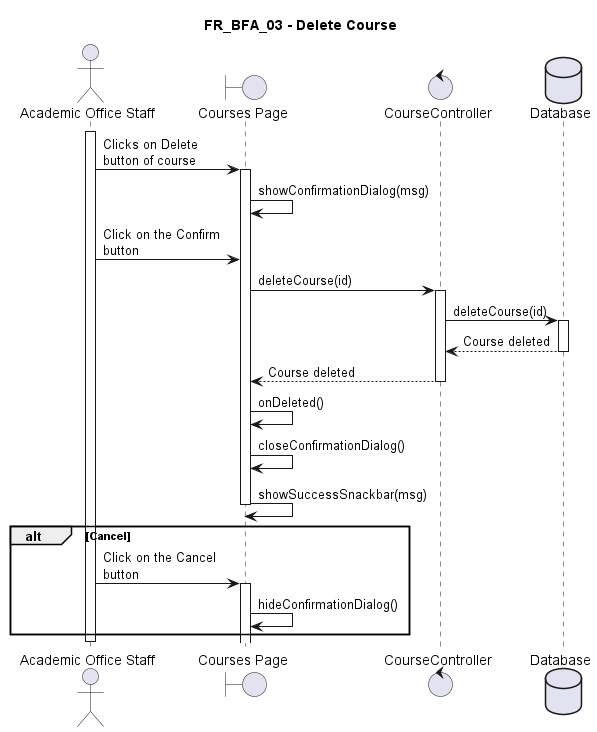 FR_BFA_03 - Delete Course
Academic Office Staff
Courses Page
CourseController
Database
Clicks on Delete
button of course
showConfirmationDialog(msg)
Click on the Confirm
button
deleteCourse(id)
deleteCourse(id)
Course deleted
Course deleted
onDeleted()
closeConfirmationDialog()
showSuccessSnackbar(msg)
alt
[Cancel]
Click on the Cancel
button
hideConfirmationDialog()
Academic Office Staff
Courses Page
CourseController
Database